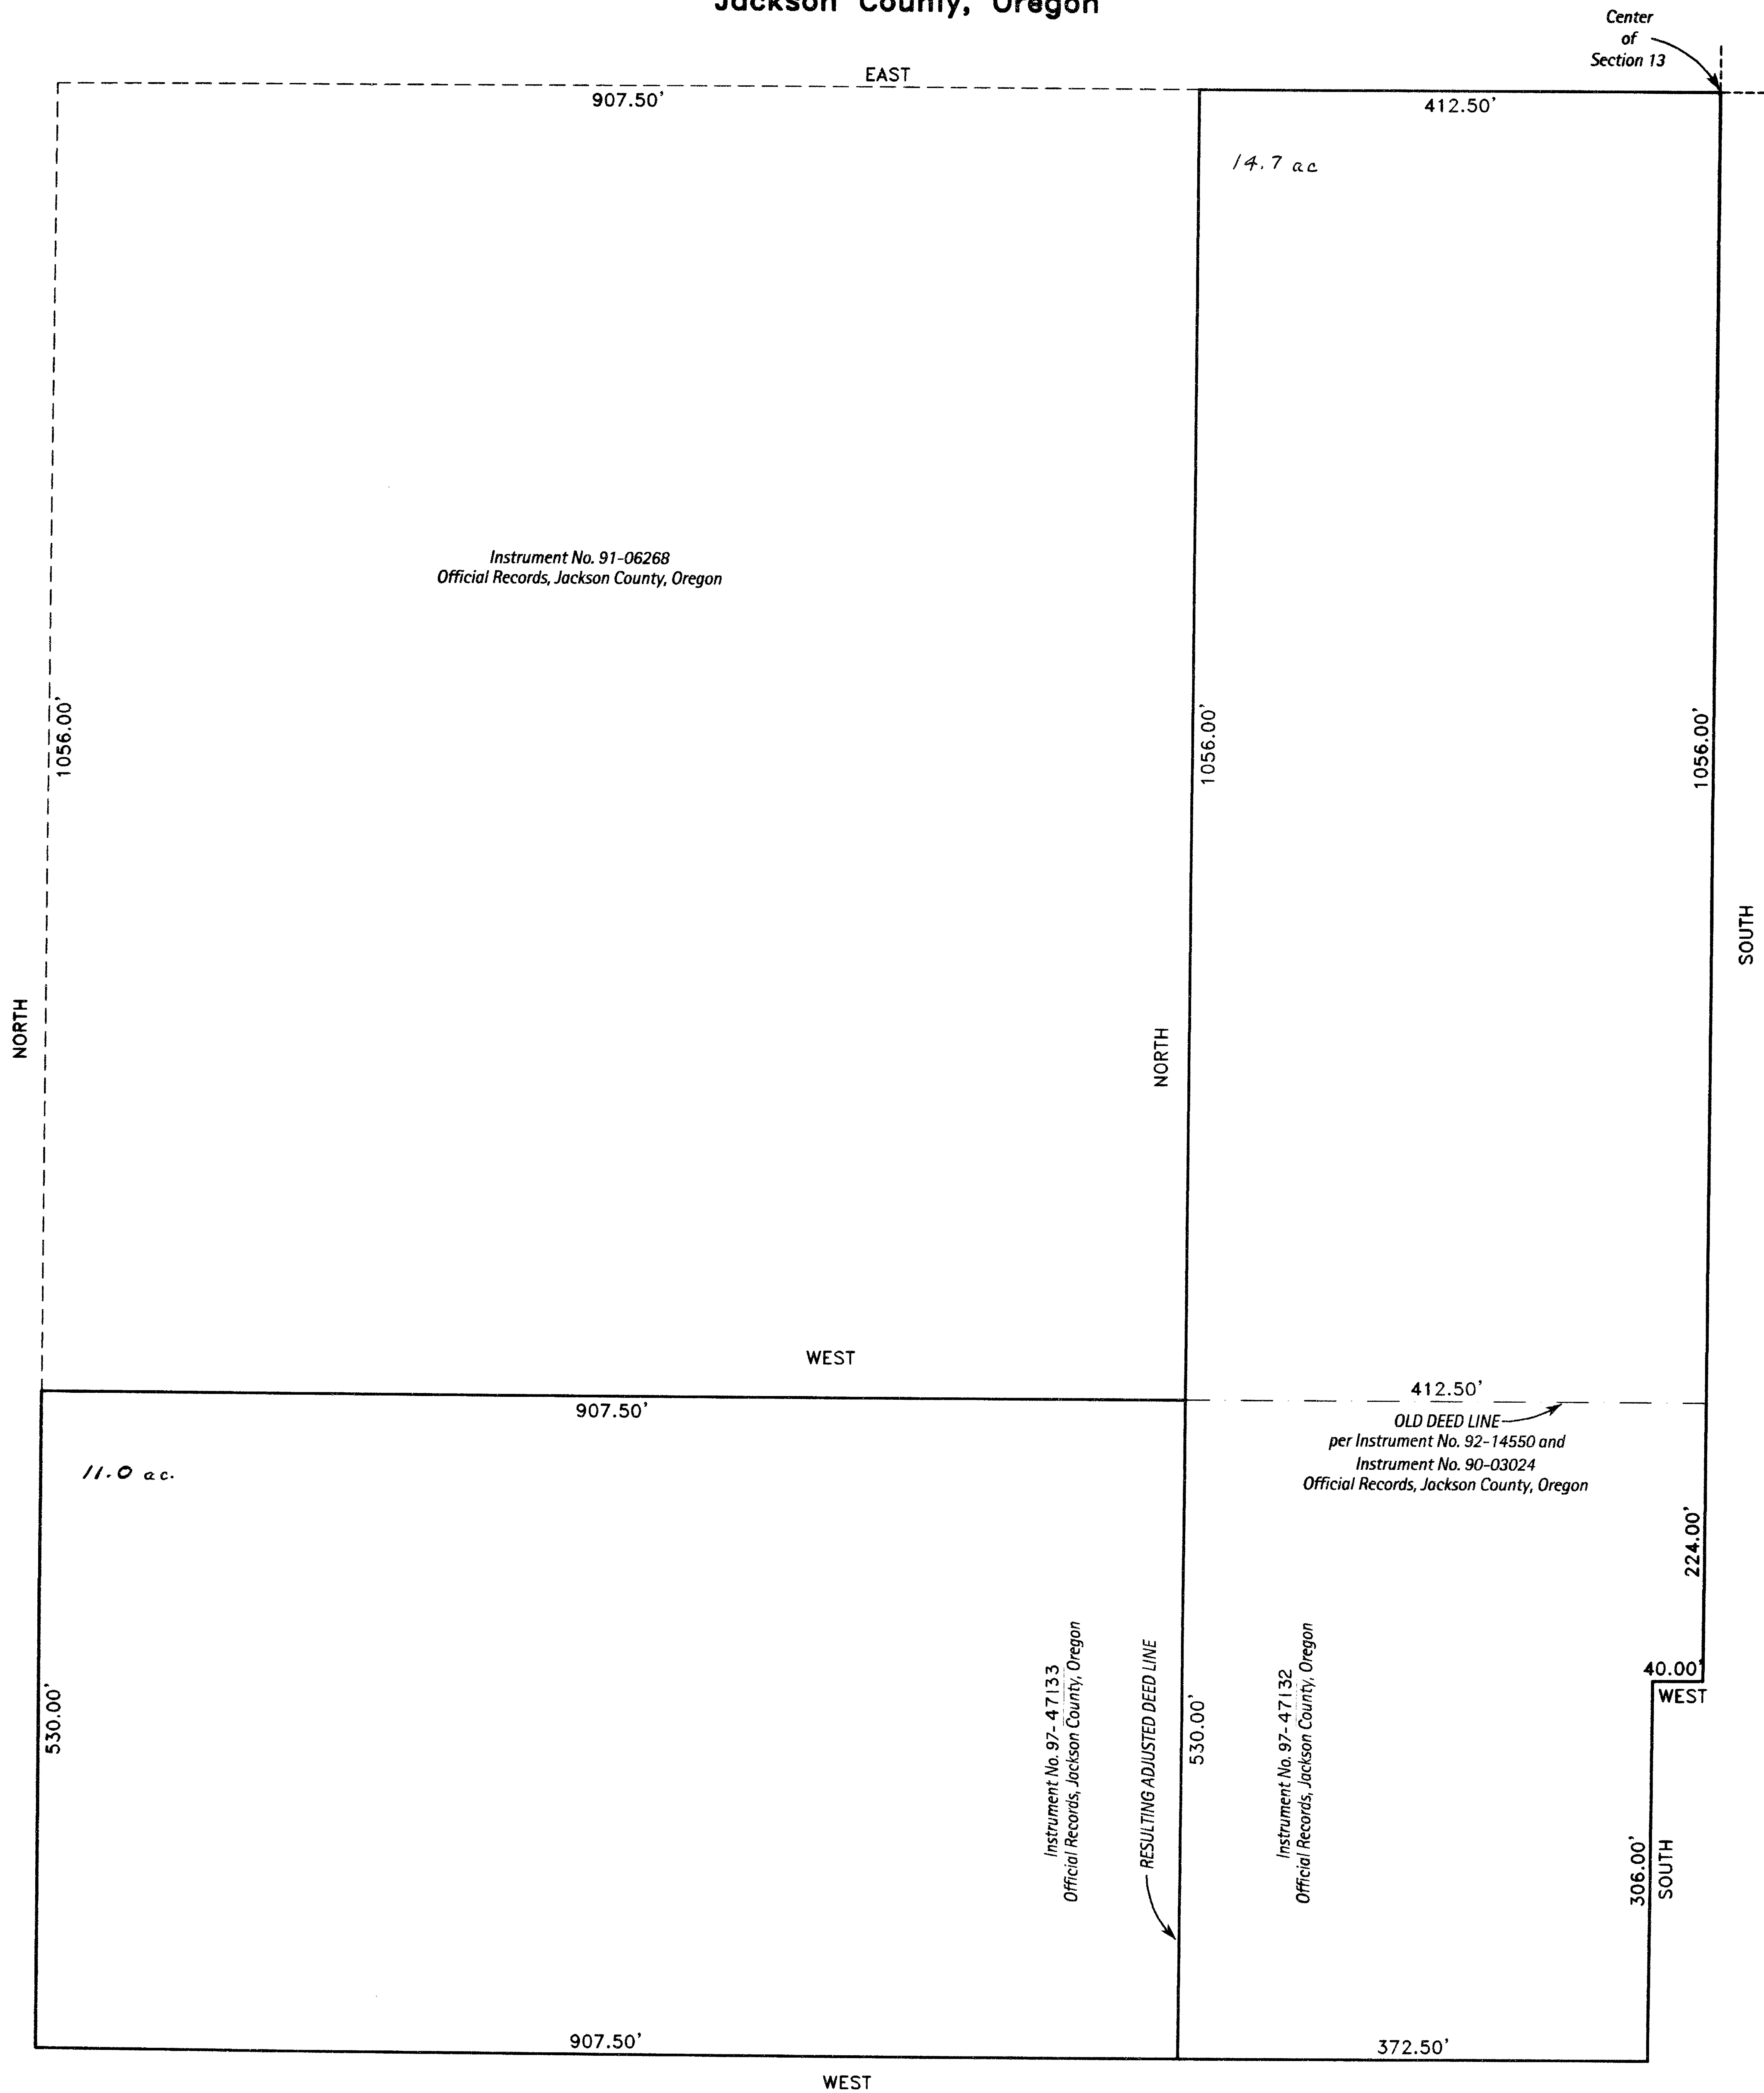 Jackson County, Oregon
Center
of
Section 13
EAST
907.50'
412.50'
14.7 ac
Instrument No. 91-06268
Official Records, Jackson County, Oregon
1056.00'
1056.00'
1056.00'
SOUTH
NORTH
NORTH
WEST
907.50'
412.50'
OLD DEED LINE
per Instrument No. 92-14550 and
Instrument No. 90-03024
Official Records, Jackson County, Oregon
11.0 ac.
224.00'
40.00'
WEST
530.00'
Instrument No. 97-47133
Official Records, Jackson County, Oregon
RESULTING ADJUSTED DEED LINE
530.00'
Instrument No. 97-47132
Official Records, Jackson County, Oregon
306.00'
SOUTH
907.50'
372.50'
WEST